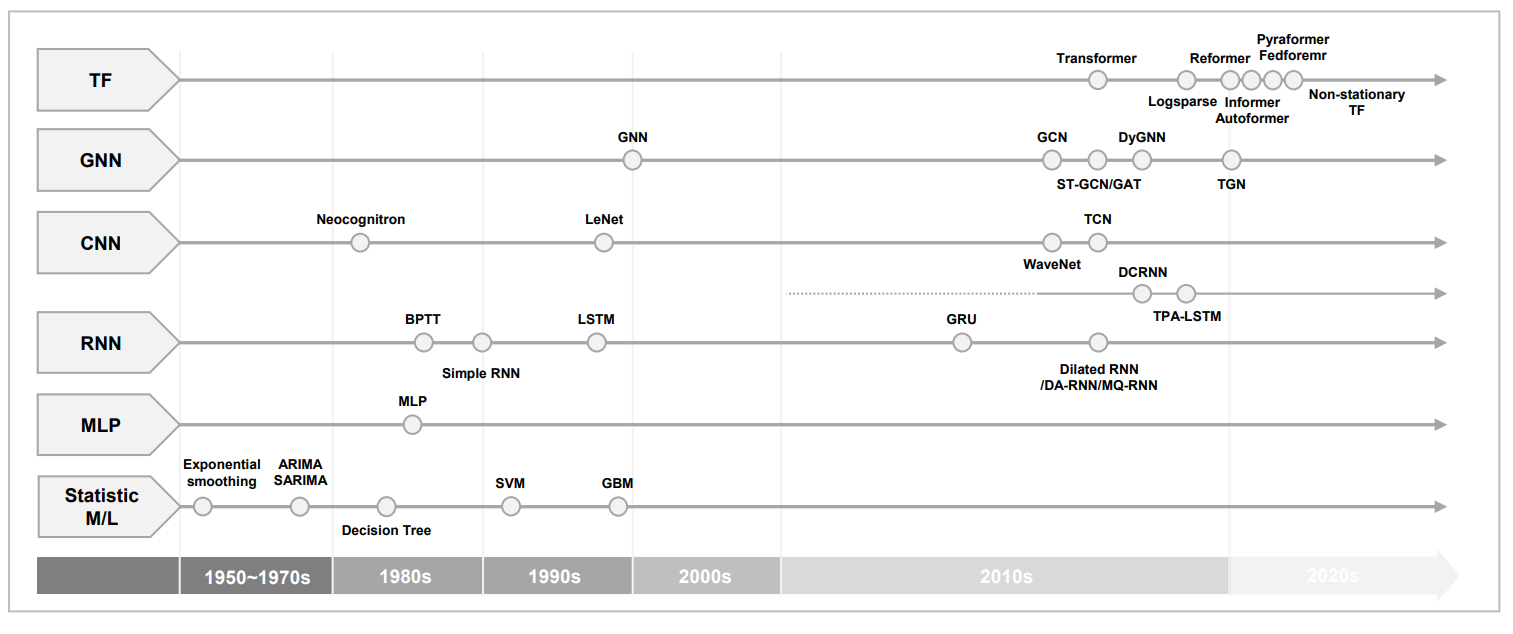 Pyraformer
Transformer
Reformer
Fedforemr
TF
Logsparse
Informer
Autoformer
Non-stationary
TF
GNN
GNN
GCN
DyGNN
ST-GCN/GAT
TGN
CNN
Neocognitron
LeNet
TCN
WaveNet
DCRNN
TPA-LSTM
RNN
BPTT
LSTM
GRU
Simple RNN
Dilated RNN
/DA-RNN/MQ-RNN
MLP
MLP
Statistic
M/L
Exponential
smoothing
ARIMA
SARIMA
SVM
GBM
Decision Tree
1950~1970s
1980s
1990s
2000s
2010s
2020s